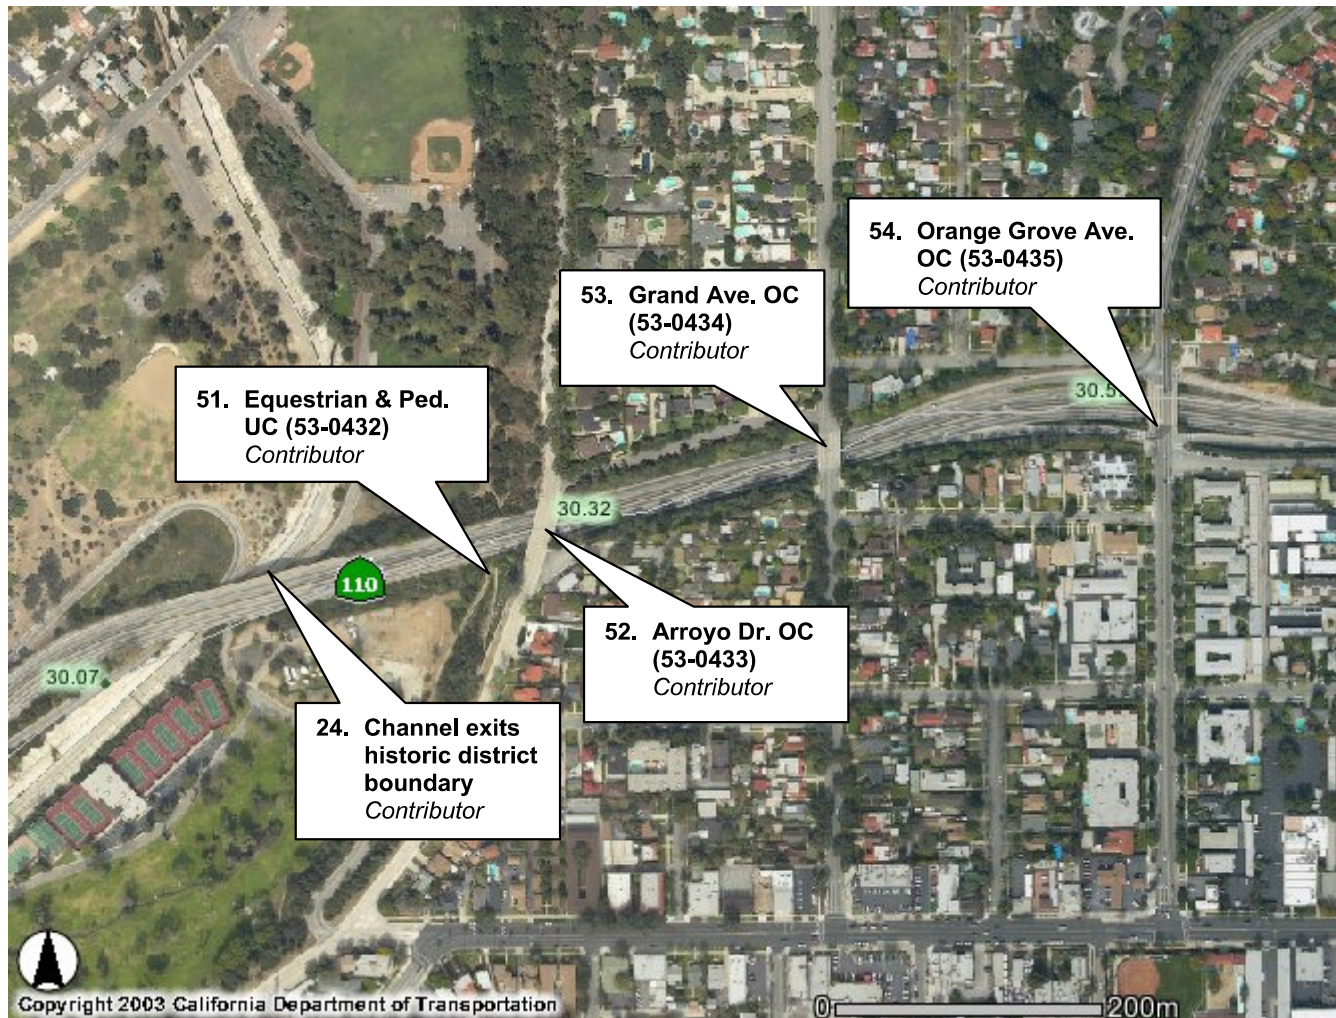 54. Orange Grove Ave.
OC (53-0435)
Contributor
53. Grand Ave. OC
(53-0434)
Contributor
51. Equestrian & Ped.
UC (53-0432)
Contributor
30.5
30.32
110
52. Arroyo Dr. OC
(53-0433)
Contributor
30.07
24. Channel exits
historic district
boundary
Contributor
Copyright 2003 California Department of Transportation
0 200m